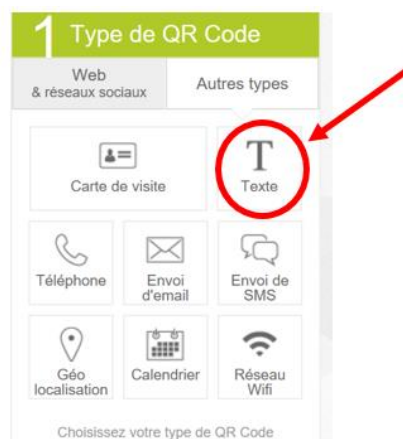 1 Type de QR Code
Web
& réseaux sociaux
Autres types
Carte de visite
T
Texte
Téléphone
Envoi
d'email
Envoi de
SMS
Géo
localisation
Calendrier
Réseau
Wifi
Choisissez votre type de QR Code